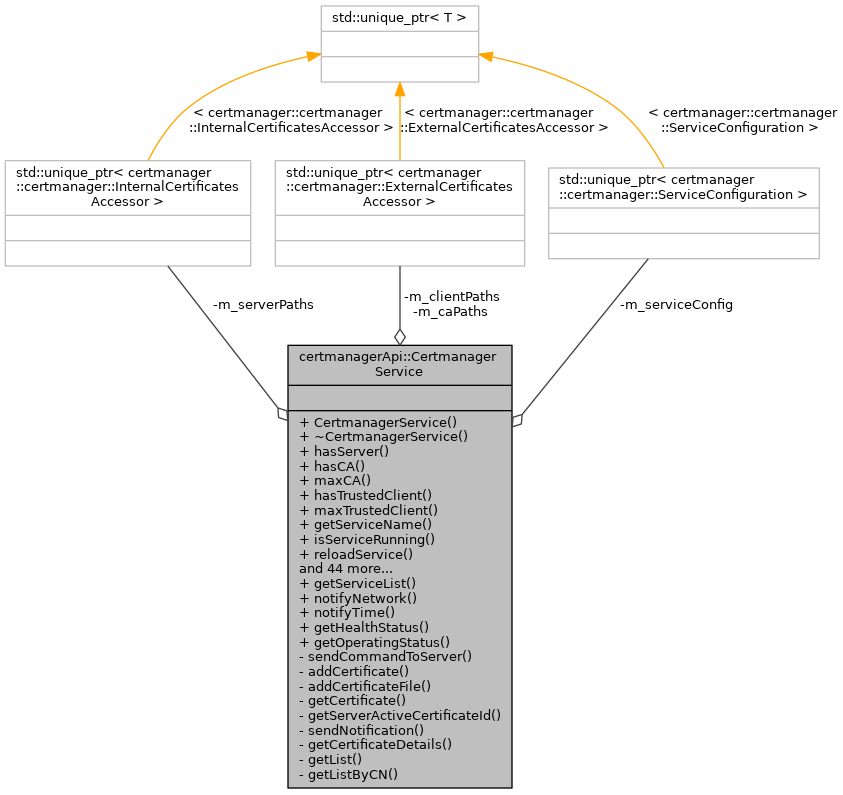 std::unique_ptr< T >
< certmanager::certmanager
::InternalCertificatesAccessor >
< certmanager::certmanager
::ExternalCertificatesAccessor >
< certmanager::certmanager
::ServiceConfiguration >
std::unique_ptr< certmanager
::certmanager::InternalCertificates
Accessor >
std::unique_ptr< certmanager
::certmanager::ExternalCertificates
Accessor >
std::unique_ptr< certmanager
::certmanager::ServiceConfiguration >
-m_serverPaths
-m_clientPaths
-m_caPaths
-m_serviceConfig
certmanagerApi::Certmanager
Service
+ CertmanagerService()
+ ~CertmanagerService()
+ hasServer()
+ hasCA()
+ maxCA()
+ hasTrustedClient()
+ maxTrustedClient()
+ getServiceName()
+ isServiceRunning()
+ reloadService()
and 44 more...
+ getServiceList()
+ notifyNetwork()
+ notifyTime()
+ getHealthStatus()
+ getOperatingStatus()
- sendCommandToServer()
- addCertificate()
- addCertificateFile()
- getCertificate()
- getServerActiveCertificateId()
- sendNotification()
- getCertificateDetails()
- getList()
- getListByCN()